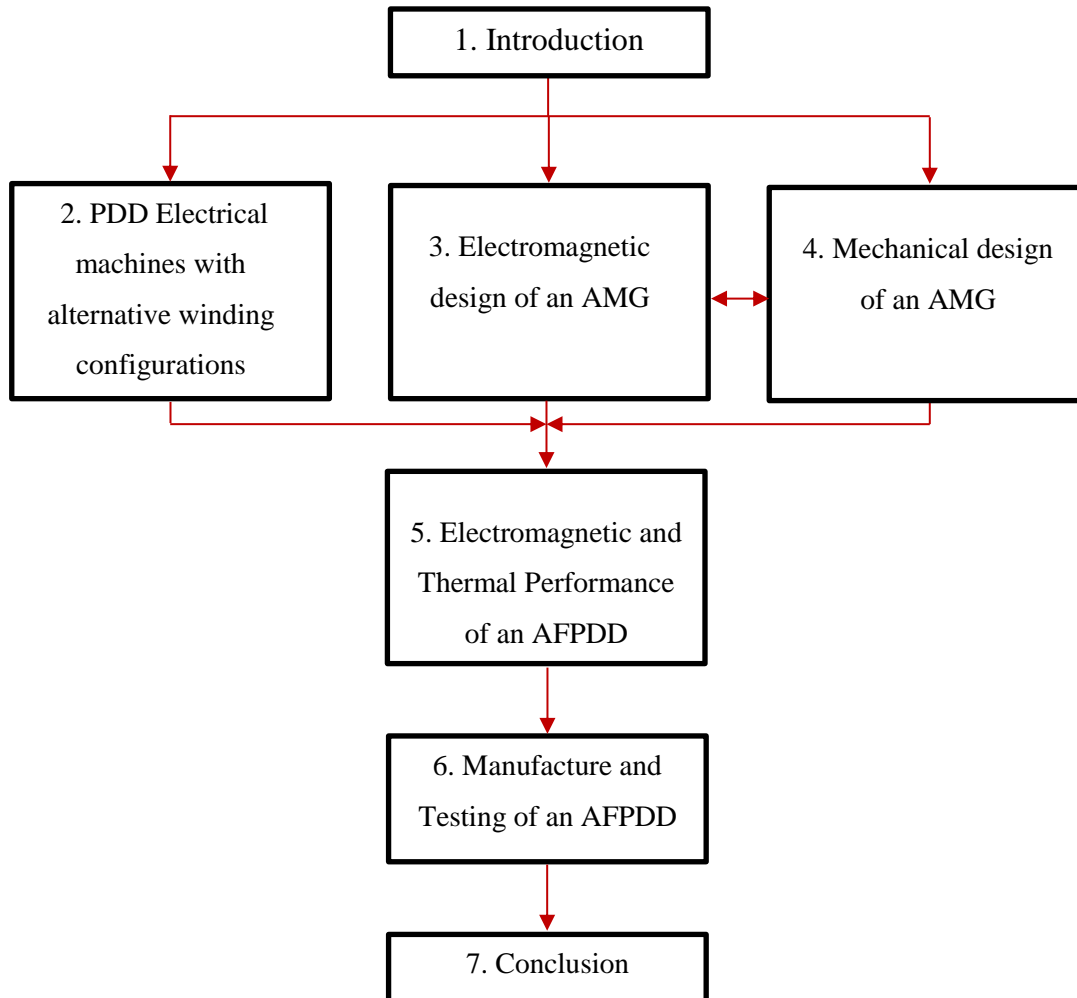 1. Introduction
2. PDD Electrical
machines with
alternative winding
configurations
3. Electromagnetic
design of an AMG
4. Mechanical design
of an AMG
5. Electromagnetic and
Thermal Performance
of an AFPDD
6. Manufacture and
Testing of an AFPDD
7. Conclusion